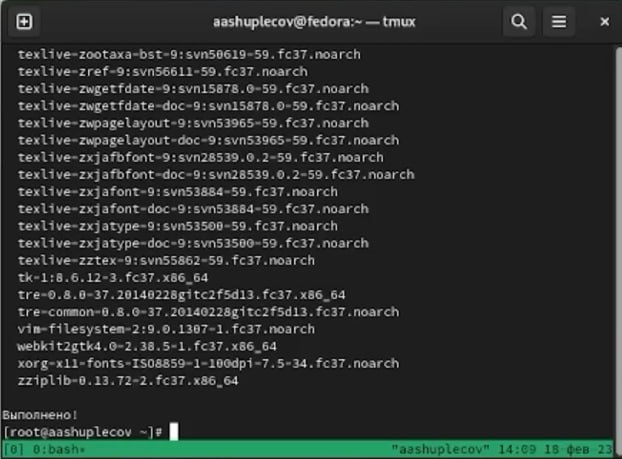 aashuplecov@fedora:~ — tmux
texlive-zootaxa-bst-9:svn50619-59.fc37.noarch
texlive-zref-9:svn56611-59.fc37.noarch
texlive-zwgetfdate-9:svn15878.0-59.fc37.noarch
texlive-zwgetfdate-doc-9:svn15878.0-59.fc37.noarch
texlive-zwpagelayout-9:svn53965-59.fc37.noarch
texlive-zwpagelayout-doc-9:svn53965-59.fc37.noarch
texlive-zxjafbfont-9:svn28539.0.2-59.fc37.noarch
texlive-zxjafbfont-doc-9:svn28539.0.2-59.fc37.noarch
texlive-zxjafont-9:svn53884-59.fc37.noarch
texlive-zxjafont-doc-9:svn53884-59.fc37.noarch
texlive-zxjatype-9:svn53500-59.fc37.noarch
texlive-zxjatype-doc-9:svn53500-59.fc37.noarch
texlive-zztex-9:svn55862-59.fc37.noarch
tk-1:8.6.12-3.fc37.x86_64
tre-0.8.0-37.20140228gitc2f5d13.fc37.x86_64
tre-common-0.8.0-37.20140228gitc2f5d13.fc37.noarch
vim-filesystem-2:9.0.1307-1.fc37.noarch
webkit2gtk4.0-2.38.5-1.fc37.x86_64
xorg-x11-fonts-ISO8859-1-100dpi-7.5-34.fc37.noarch
zziplib-0.13.72-2.fc37.x86_64
Выполнено!
[root@aashuplecov ~]#
[0] 0:bash* "aashuplecov" 14:09 18-фев 23